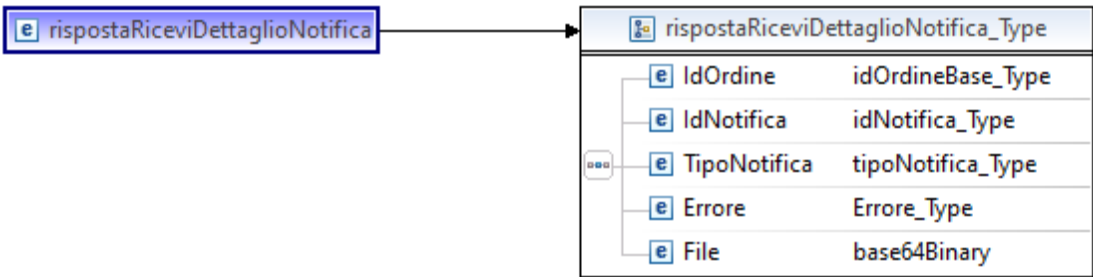 e rispostaRiceviDettaglioNotifica
rispostaRiceviDettaglioNotifica_Type
e IdOrdine idOrdineBase_Type
e IdNotifica idNotifica_Type
e TipoNotifica tipoNotifica_Type
e Errore Errore_Type
e File base64Binary